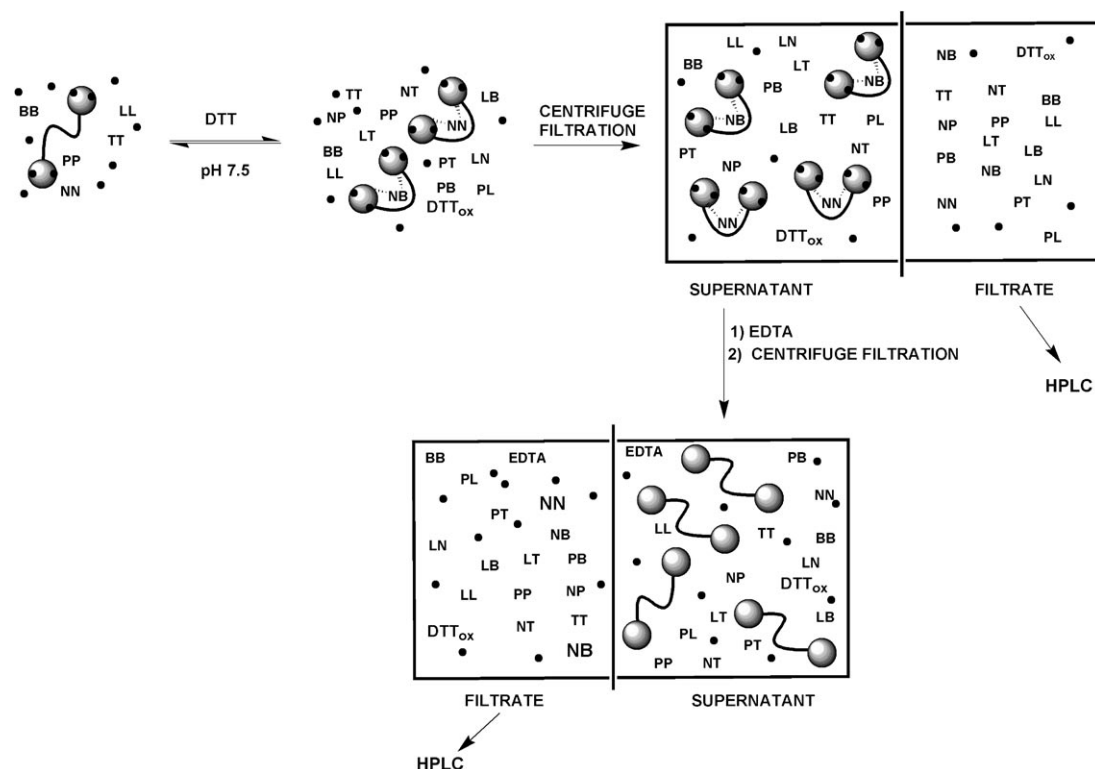 BB
LL
TT
PP
NN
DTT
pH 7.5
TT
NT
LB
NP
PP
NN
LT
BB
PT
LN
LL
NB
PB
PL
DTTox
CENTRIFUGE
FILTRATION
LL
LN
BB
LT
NB
PB
NB
LB
TT
PL
PT
NT
NP
NN
PP
NN
DTTox
SUPERNATANT
NB
DTTox
TT
NT
BB
NP
PP
LL
LT
PB
LB
NB
LN
NN
PT
PL
FILTRATE
HPLC
1) EDTA
2) CENTRIFUGE FILTRATION
BB
EDTA
PL
NN
PT
NB
LN
LT
PB
LB
LL
PP
NP
NT
TT
DTTox
NB
FILTRATE
HPLC
EDTA
PB
NN
LL
TT
BB
LN
NP
DTTox
LT
LB
PL
PT
PP
NT
SUPERNATANT